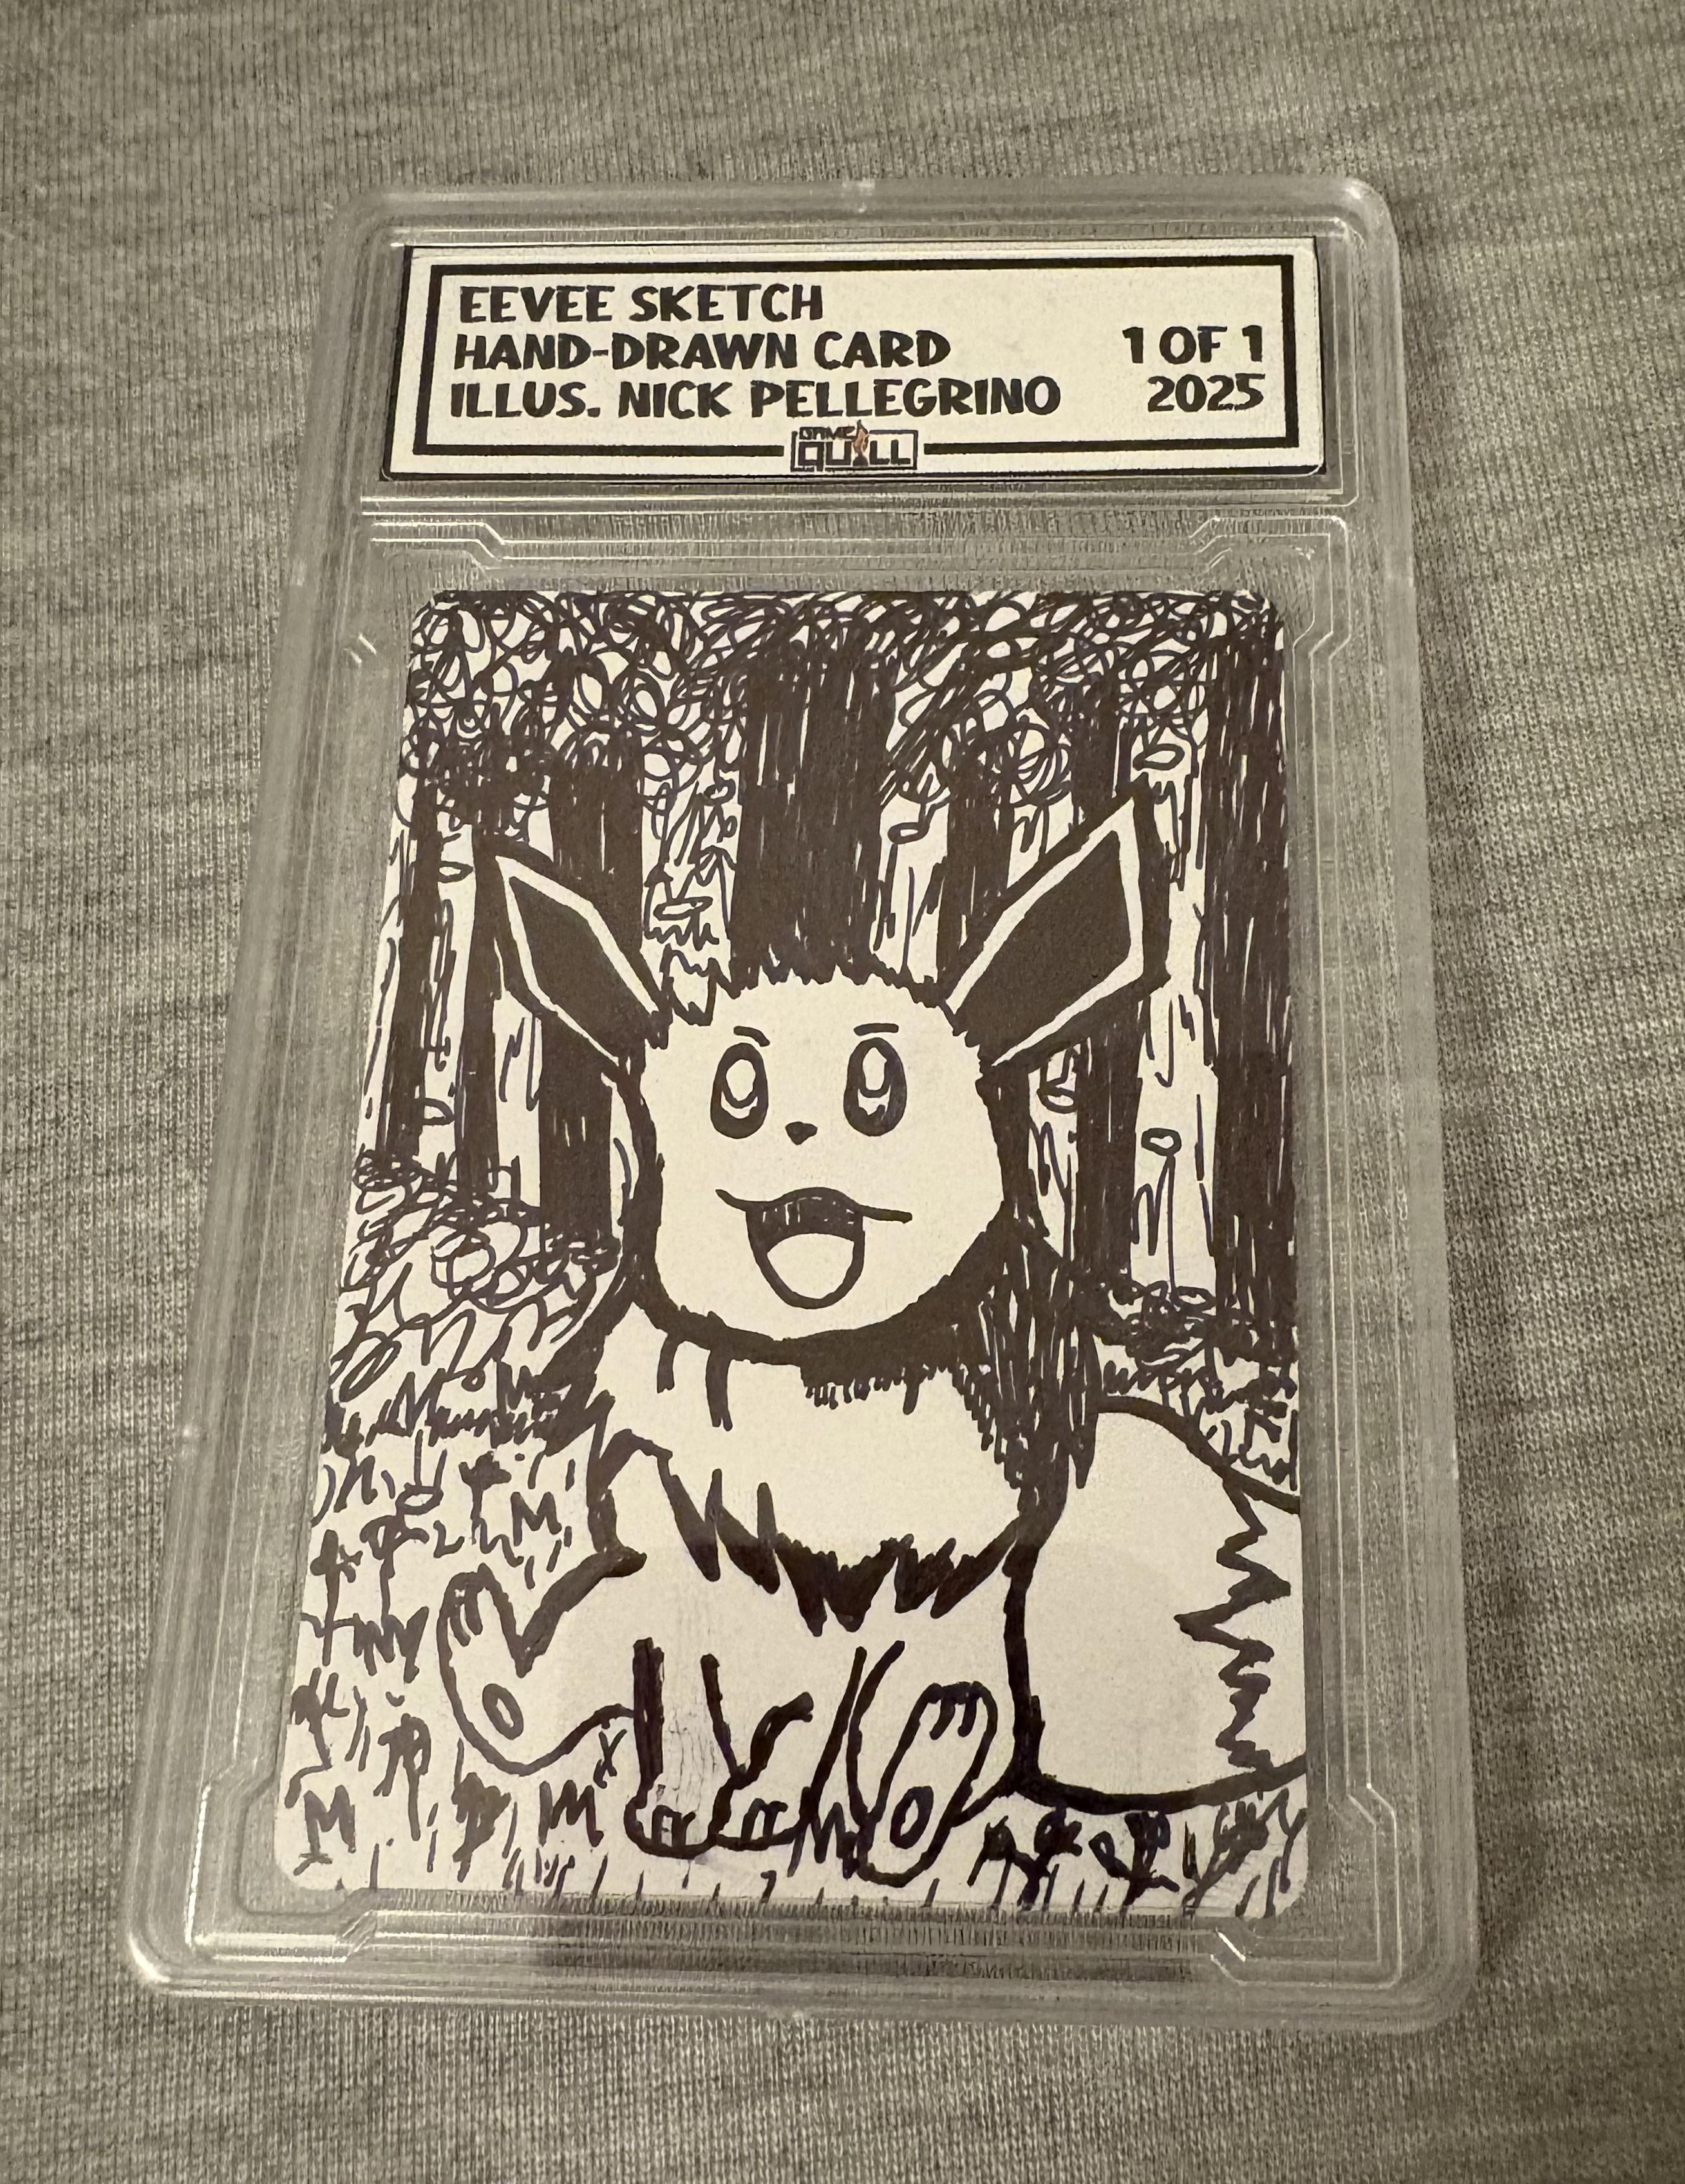 EEVEE SKETCH
HAND-DRAWN CARD 1 OF 1
ILLUS. NICK PELLEGRINO 2025
GAME QUILL